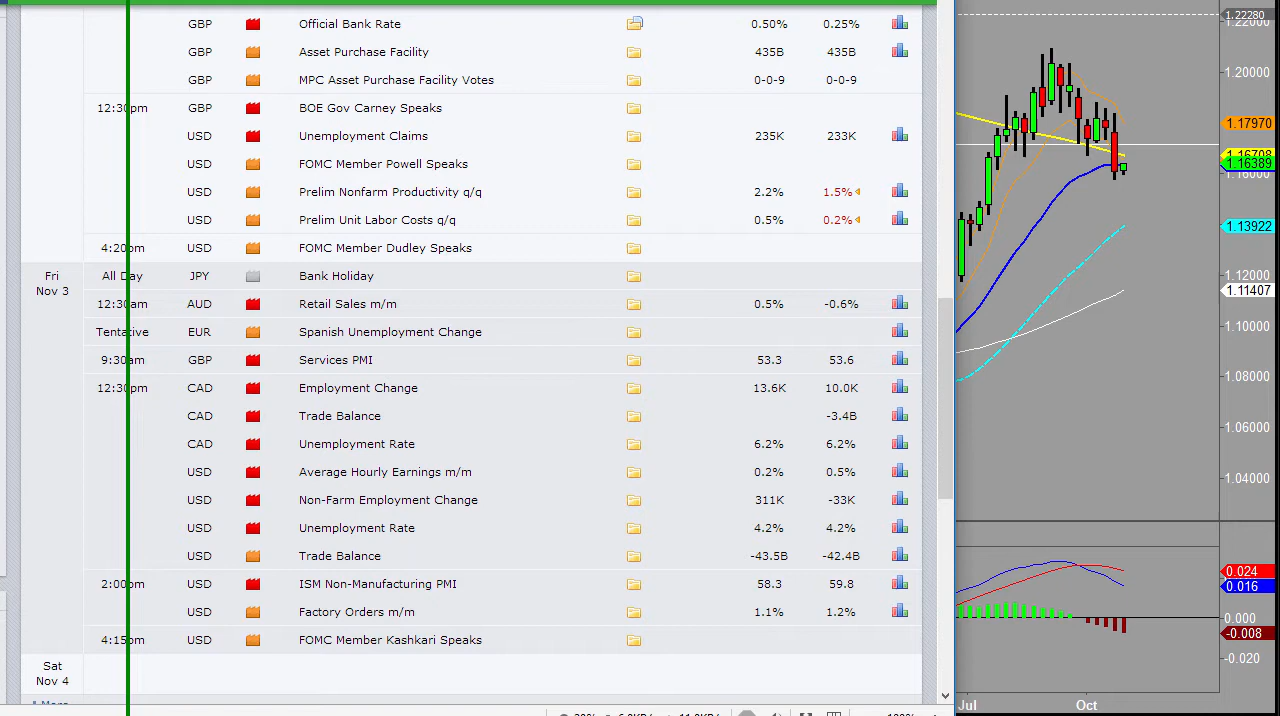 GBP Official Bank Rate 0.50% 0.25%
GBP Asset Purchase Facility 435B 435B
GBP MPC Asset Purchase Facility Votes 0-0-9 0-0-9
12:30pm GBP BOE Gov Carney Speaks
USD Unemployment Claims 235K 233K
USD FOMC Member Powell Speaks
USD Prelim Nonfarm Productivity q/q 2.2% 1.5%
USD Prelim Unit Labor Costs q/q 0.5% 0.2%
4:20pm USD FOMC Member Dudley Speaks
Fri
Nov 3
All Day JPY Bank Holiday
12:30am AUD Retail Sales m/m 0.5% -0.6%
Tentative EUR Spanish Unemployment Change
9:30am GBP Services PMI 53.3 53.6
12:30pm CAD Employment Change 13.6K 10.0K
CAD Trade Balance -3.4B
CAD Unemployment Rate 6.2% 6.2%
USD Average Hourly Earnings m/m 0.2% 0.5%
USD Non-Farm Employment Change 311K -33K
USD Unemployment Rate 4.2% 4.2%
USD Trade Balance -43.5B -42.4B
2:00pm USD ISM Non-Manufacturing PMI 58.3 59.8
USD Factory Orders m/m 1.1% 1.2%
4:15pm USD FOMC Member Kashkari Speaks
Sat
Nov 4
1.22280
1.20000
1.17970
1.16708
1.16389
1.16000
1.13922
1.12000
1.11407
1.10000
1.08000
1.06000
1.04000
0.024
0.016
0.000
-0.008
-0.020
Jul Oct